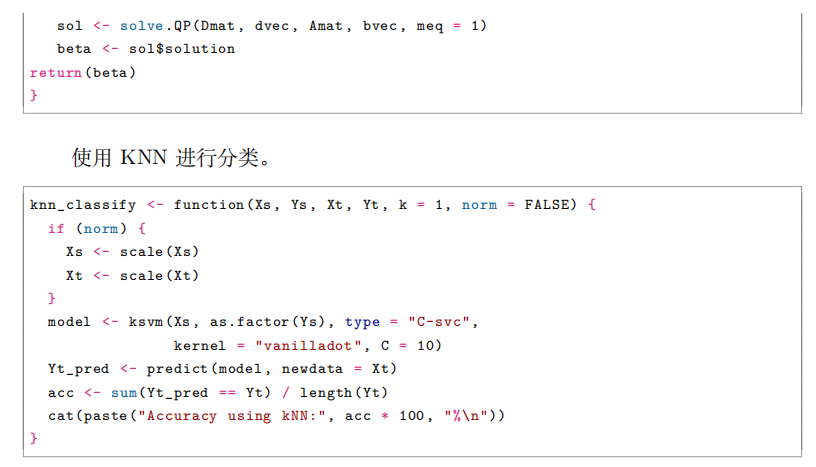 sol <- solve.QP(Dmat, dvec, Amat, bvec, meq = 1)
beta <- sol$solution
return(beta)
}
使用 KNN 进行分类。
knn_classify <- function(Xs, Ys, Xt, Yt, k = 1, norm = FALSE) {
if (norm) {
Xs <- scale(Xs)
Xt <- scale(Xt)
}
model <- ksvm(Xs, as.factor(Ys), type = "C-svc",
kernel = "vanilladot", C = 10)
Yt_pred <- predict(model, newdata = Xt)
acc <- sum(Yt_pred == Yt) / length(Yt)
cat(paste("Accuracy using kNN:", acc * 100, "%\n"))
}